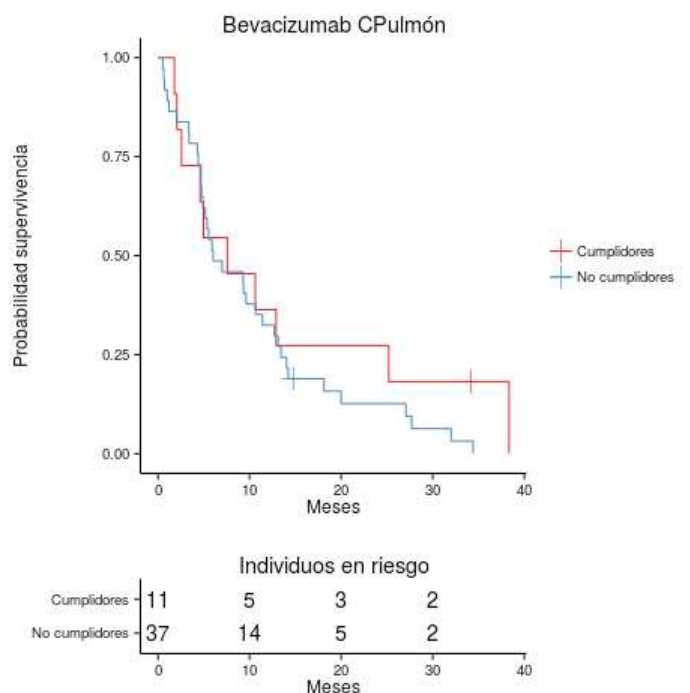 Bevacizumab CPulmón
Probabilidad supervivencia
1.00
0.75
0.50
0.25
0.00
0 10 20 30 40
Meses
Cumplidores
No cumplidores
Individuos en riesgo
Cumplidores 11 5 3 2
No cumplidores 37 14 5 2
0 10 20 30 40
Meses